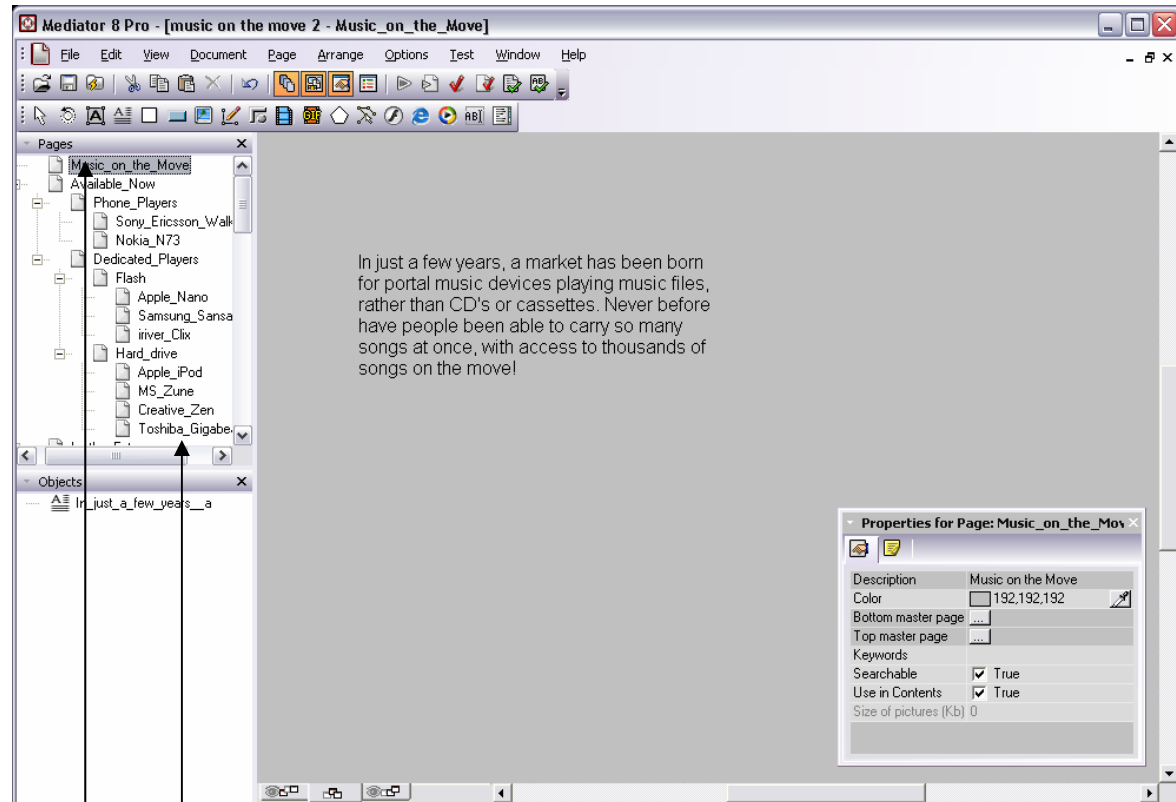 Mediator 8 Pro - [music on the move 2 - Music_on_the_Move]
File Edit View Document Page Arrange Options Test Window Help
Pages
Music_on_the_Move
Available_Now
Phone_Players
Sony_Ericsson_Walk
Nokia_N73
Dedicated_Players
Flash
Apple_Nano
Samsung_Sansa
iriver_Clix
Hard_drive
Apple_iPod
MS_Zune
Creative_Zen
Toshiba_Gigabe
Objects
In_just_a_few_years__a
In just a few years, a market has been born
for portal music devices playing music files,
rather than CD's or cassettes. Never before
have people been able to carry so many
songs at once, with access to thousands of
songs on the move!
Properties for Page: Music_on_the_Mov
Description Music on the Move
Color 192,192,192
Bottom master page ...
Top master page ...
Keywords
Searchable True
Use in Contents True
Size of pictures (Kb) 0